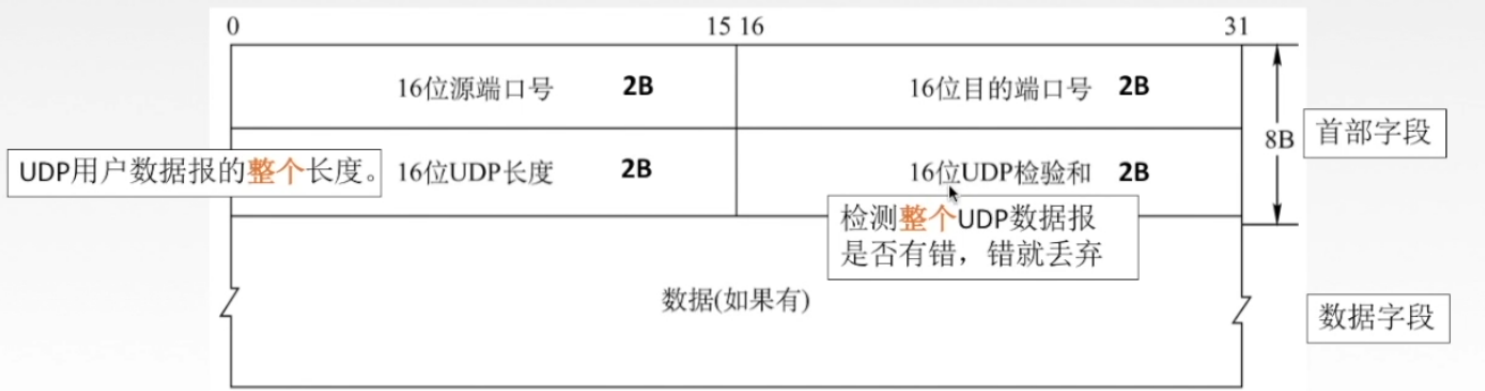 0 15 16 31
16位源端口号 2B 16位目的端口号 2B
8B 首部字段
UDP用户数据报的整个长度。 16位UDP长度 2B 16位UDP检验和 2B
检测整个UDP数据报
是否有错，错就丢弃
数据(如果有)
数据字段